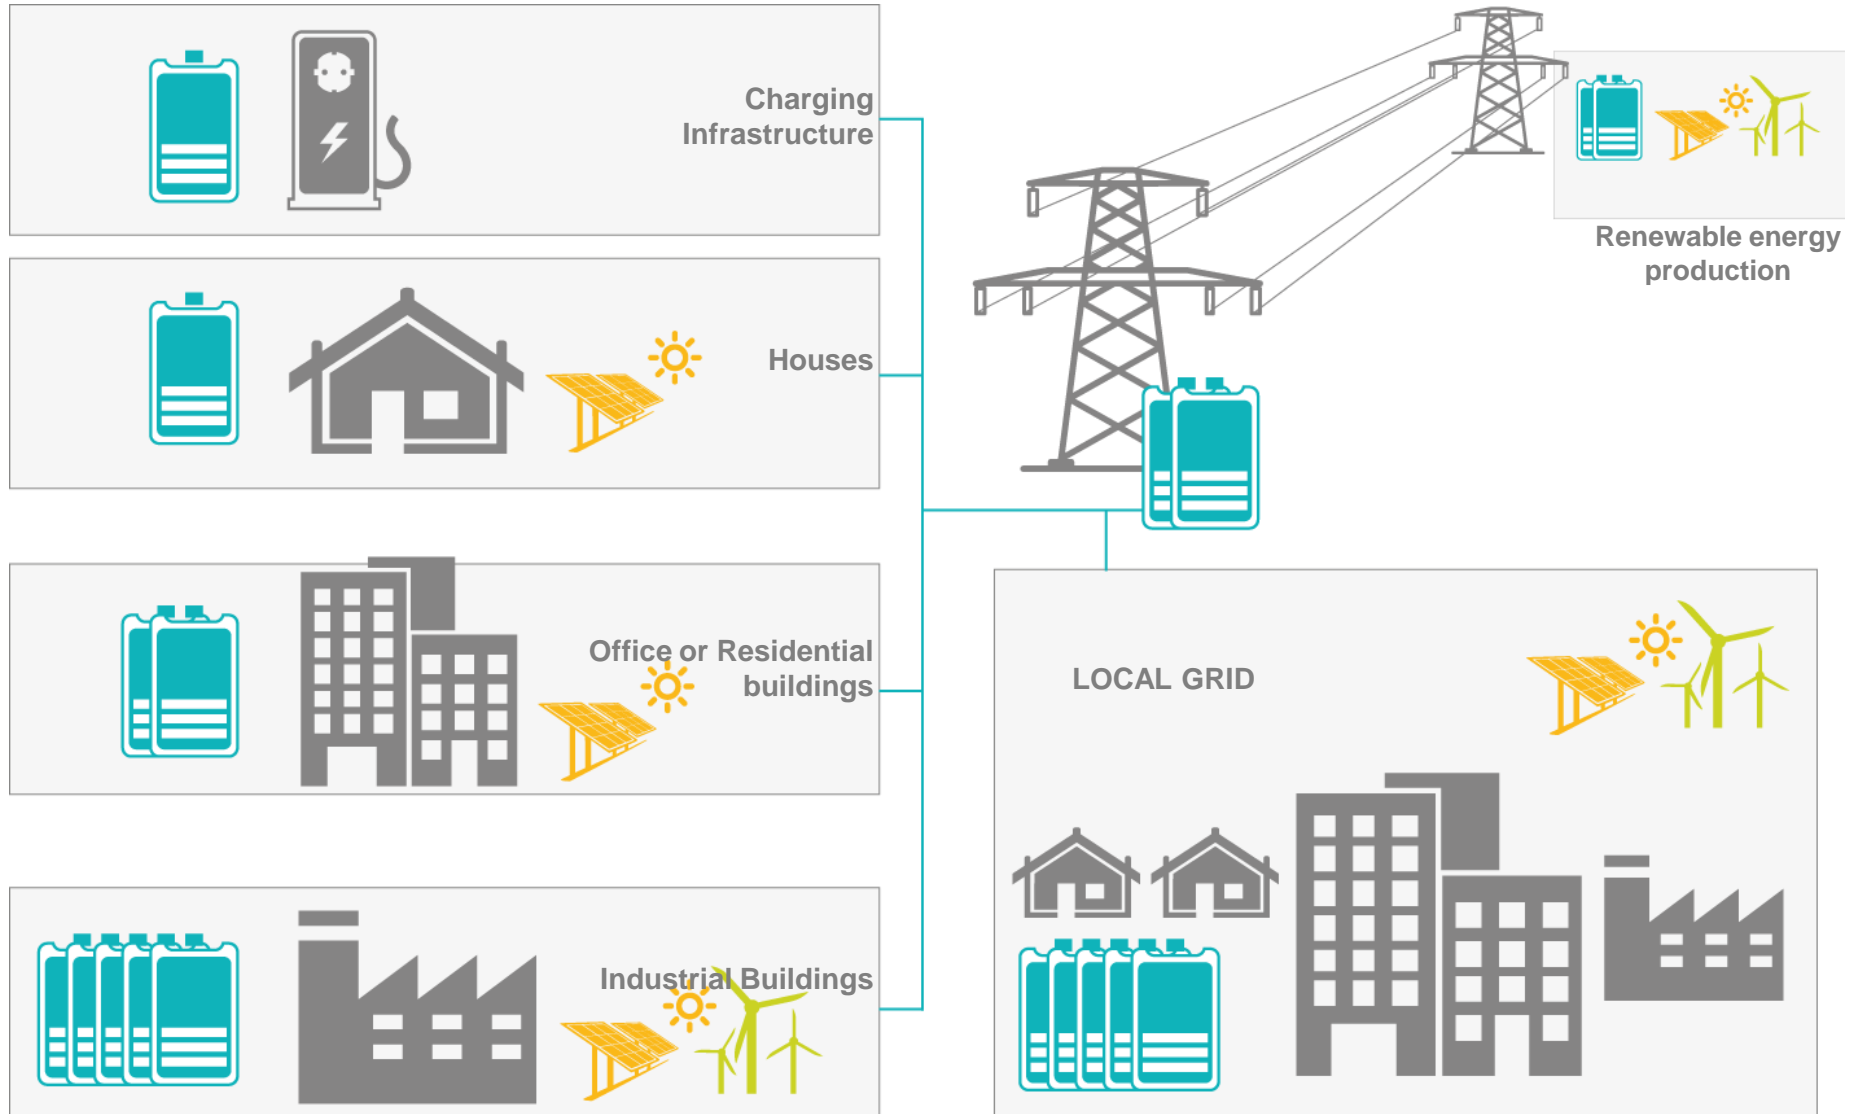 Charging
Infrastructure
Renewable energy
production
Houses
Office or Residential
buildings
LOCAL GRID
Industrial Buildings